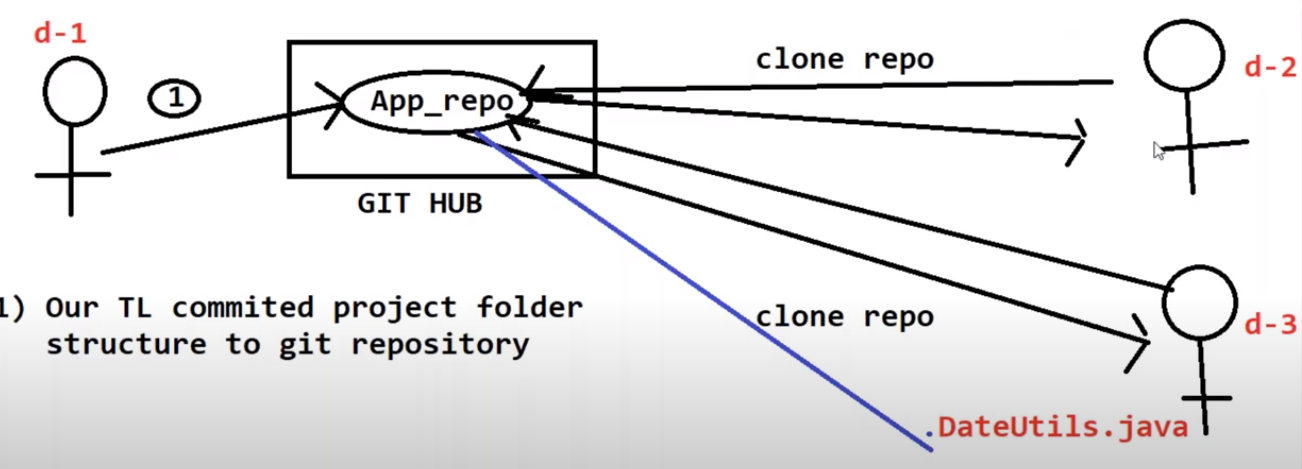 d-1
1
App_repo
clone repo
d-2
GIT HUB
1) Our TL commited project folder
structure to git repository
clone repo
d-3
.DateUtils.java